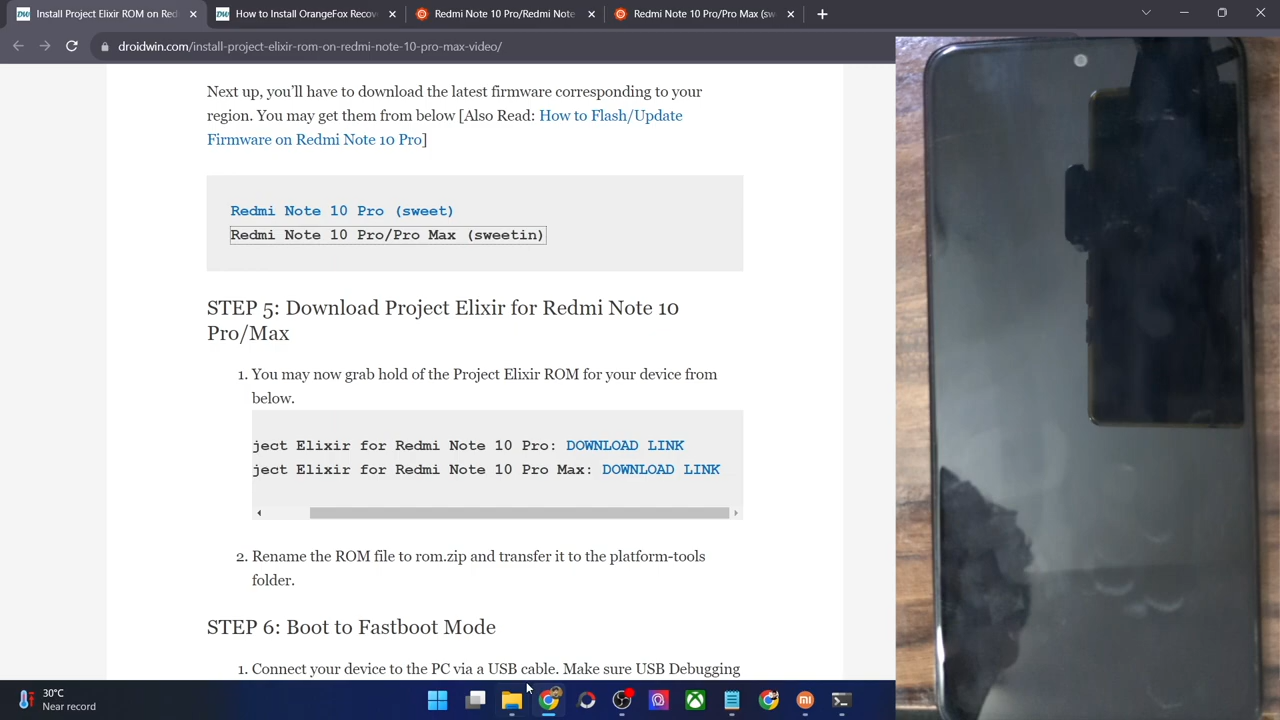 Install Project Elixir ROM on Red
How to Install OrangeFox Recov
Redmi Note 10 Pro/Redmi Note
Redmi Note 10 Pro/Pro Max (sw
droidwin.com/install-project-elixir-rom-on-redmi-note-10-pro-max-video/
Next up, you'll have to download the latest firmware corresponding to your
region. You may get them from below [Also Read: How to Flash/Update
Firmware on Redmi Note 10 Pro]
Redmi Note 10 Pro (sweet)
Redmi Note 10 Pro/Pro Max (sweetin)
STEP 5: Download Project Elixir for Redmi Note 10
Pro/Max
1. You may now grab hold of the Project Elixir ROM for your device from
below.
ject Elixir for Redmi Note 10 Pro: DOWNLOAD LINK
ject Elixir for Redmi Note 10 Pro Max: DOWNLOAD LINK
2. Rename the ROM file to rom.zip and transfer it to the platform-tools
folder.
STEP 6: Boot to Fastboot Mode
1. Connect your device to the PC via a USB cable. Make sure USB Debugging
30°C
Near record